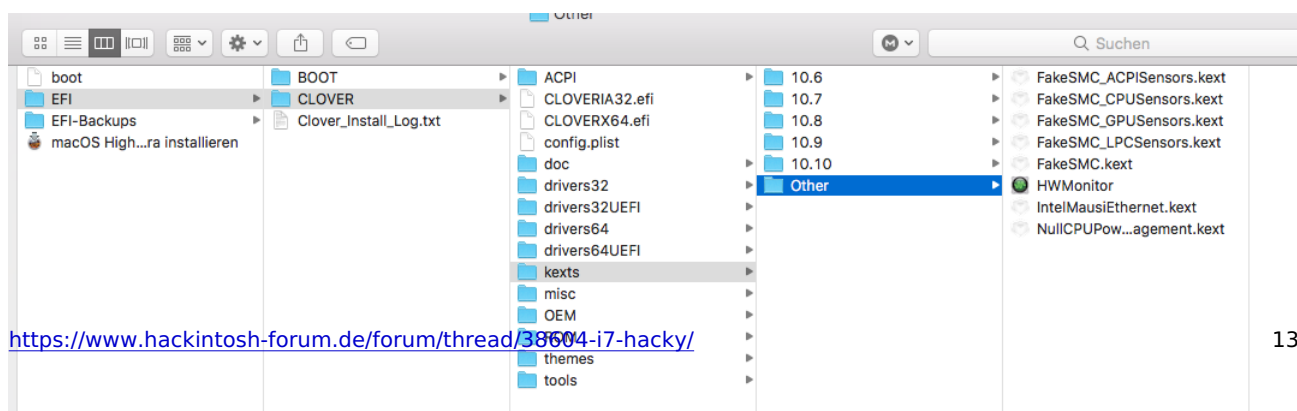 Other
Suchen
boot
EFI
EFI-Backups
macOS High...ra installieren
BOOT
CLOVER
Clover_Install_Log.txt
ACPI
CLOVERIA32.efi
CLOVERX64.efi
config.plist
doc
drivers32
drivers32UEFI
drivers64
drivers64UEFI
kexts
misc
OEM
ROM
themes
tools
10.6
10.7
10.8
10.9
10.10
Other
FakeSMC_ACPISensors.kext
FakeSMC_CPUSensors.kext
FakeSMC_GPUSensors.kext
FakeSMC_LPCSensors.kext
FakeSMC.kext
HWMonitor
IntelMausiEthernet.kext
NullCPUPow...agement.kext
https://www.hackintosh-forum.de/forum/thread/38604-i7-hacky/
13